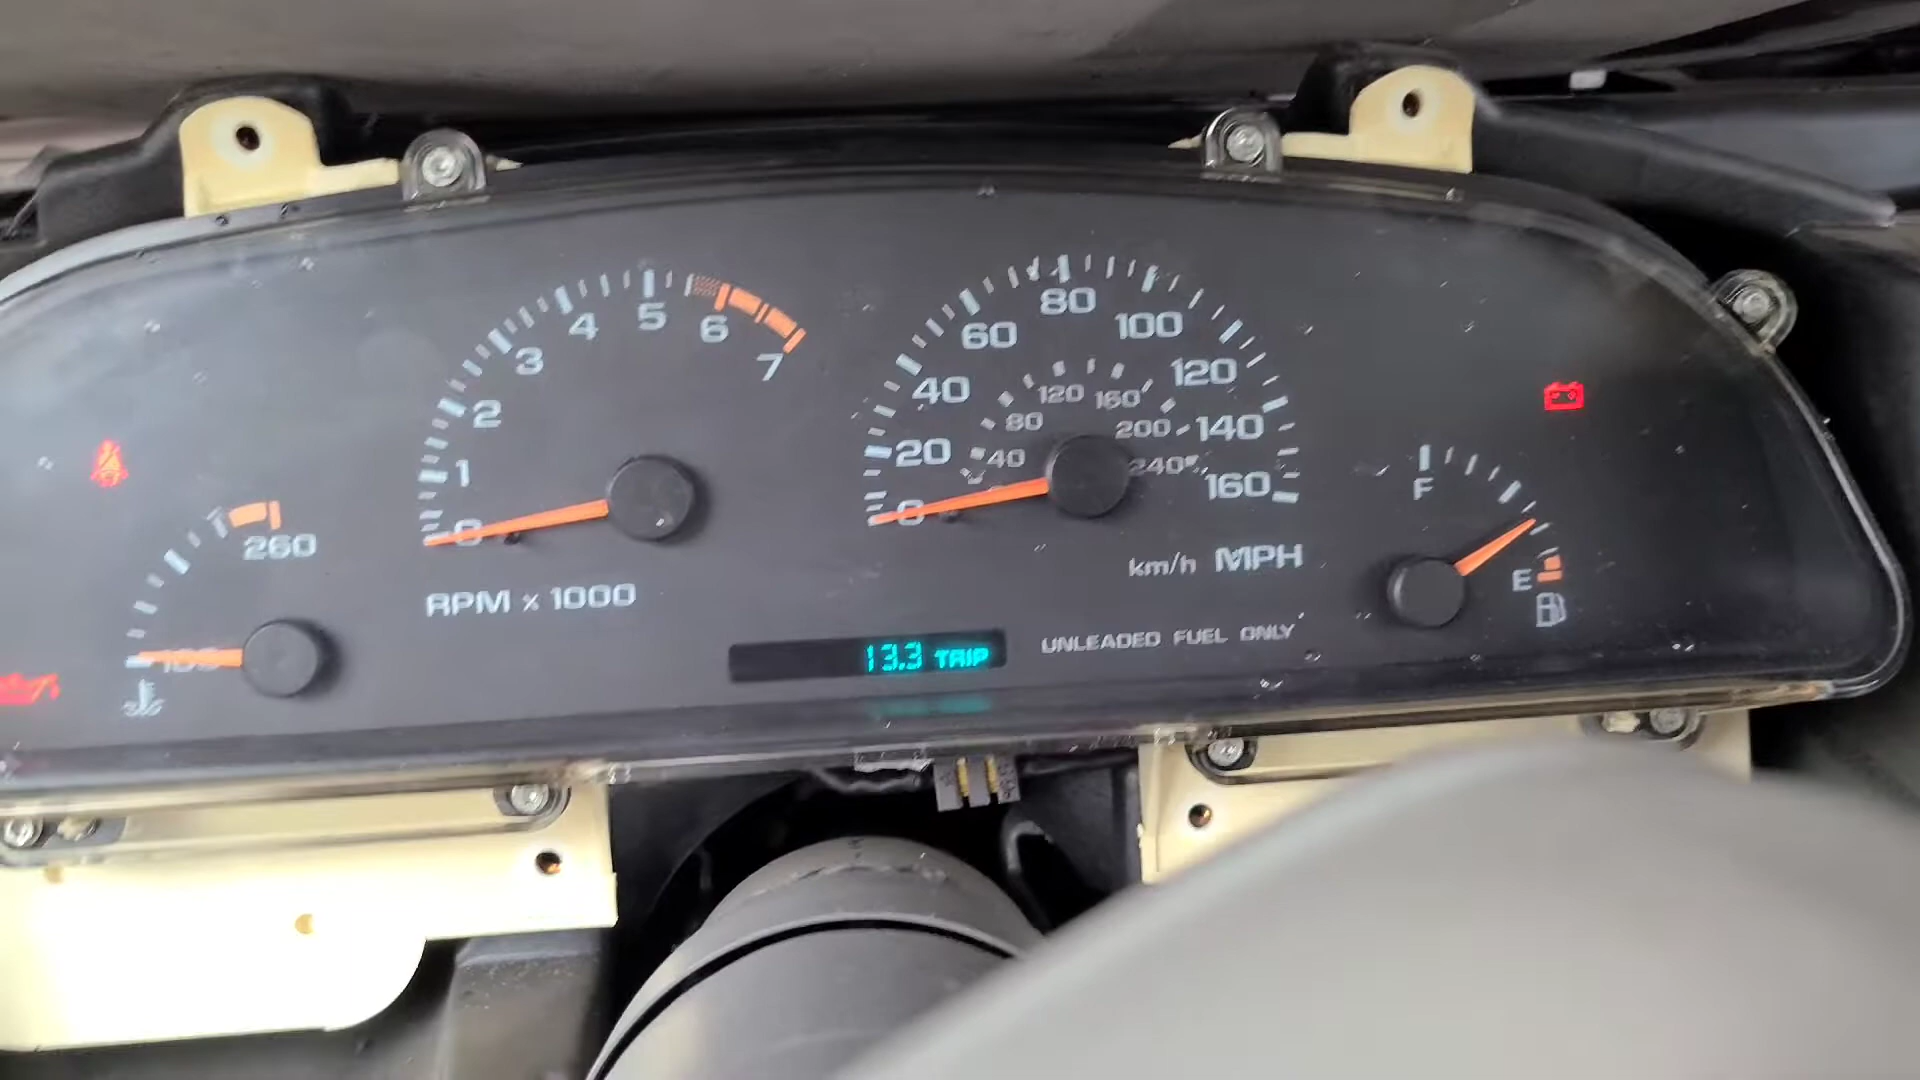 0 1 2 3 4 5 6 7
RPM x 1000
100 260
0 20 40 60 80 100 120 140 160
40 80 120 160 200 240
km/h MPH
F
E
13.3 TRIP
UNLEADED FUEL ONLY